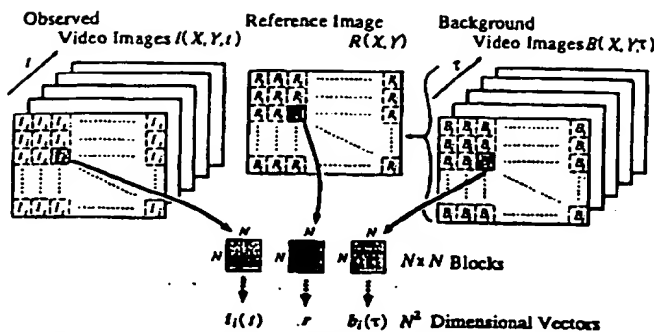 Observed
Video Images I(X,Y,t)
Reference Image
R(X,Y)
Background
Video Images B(X,Y,τ)
t
τ
N N N
N N N
N x N Blocks
i_i(t) r b_i(τ) N² Dimensional Vectors